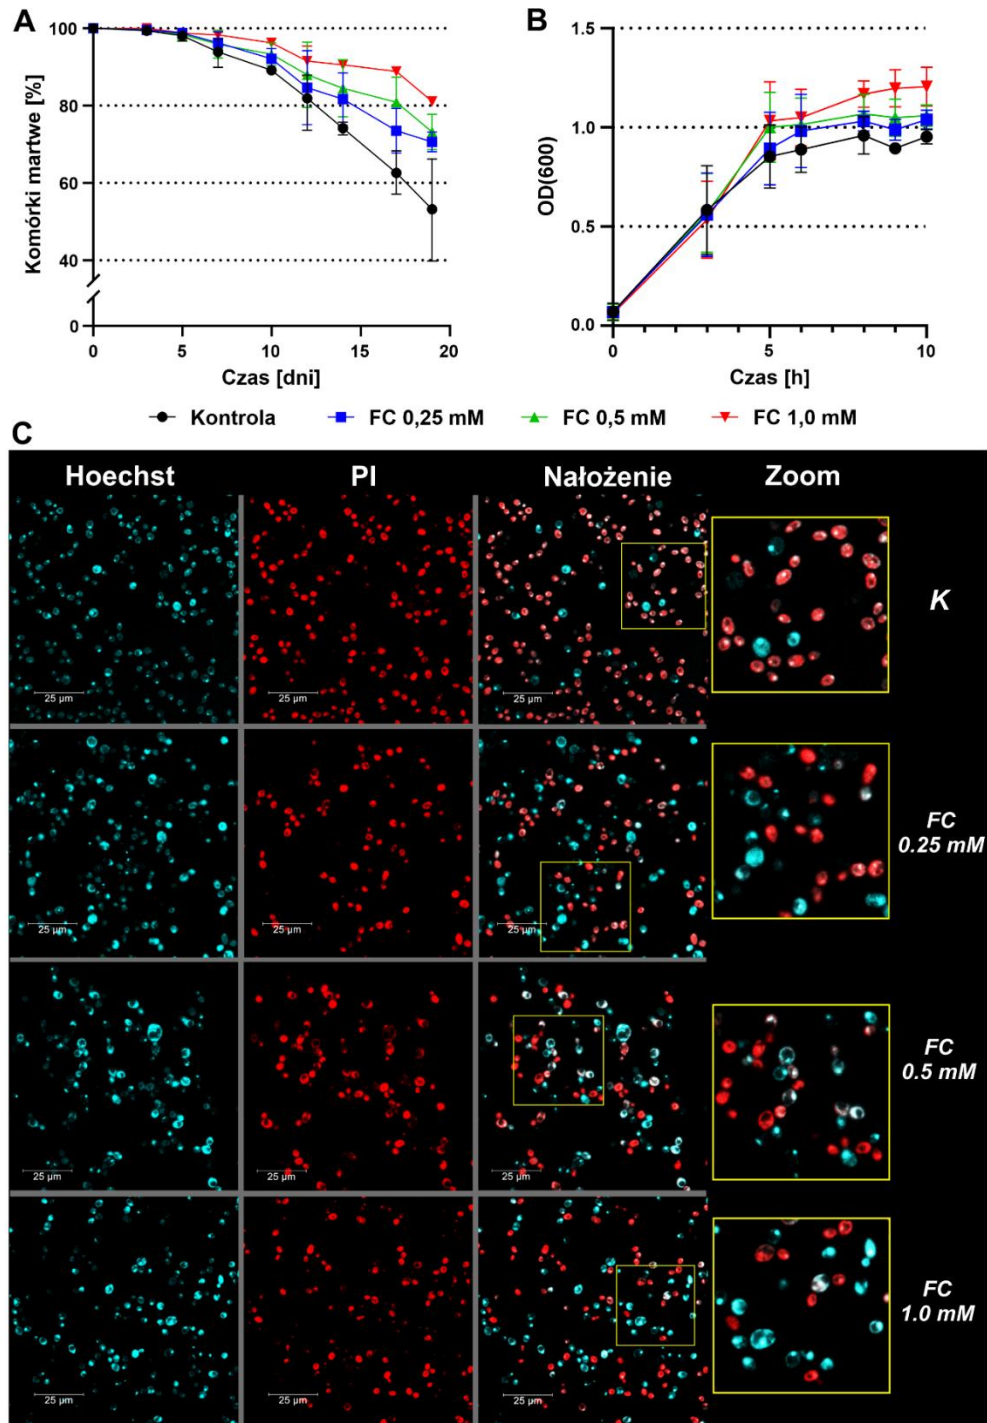 A
100
80
60
40
0
Komórki martwe [%]
0 5 10 15 20
Czas [dni]
B
1.5
1.0
0.5
0.0
OD(600)
0 5 10
Czas [h]
Kontrola FC 0,25 mM FC 0,5 mM FC 1,0 mM
C
Hoechst PI Nałożenie Zoom
K
25 µm 25 µm 25 µm
FC
0.25 mM
25 µm 25 µm 25 µm
FC
0.5 mM
25 µm 25 µm 25 µm
FC
1.0 mM
25 µm 25 µm 25 µm